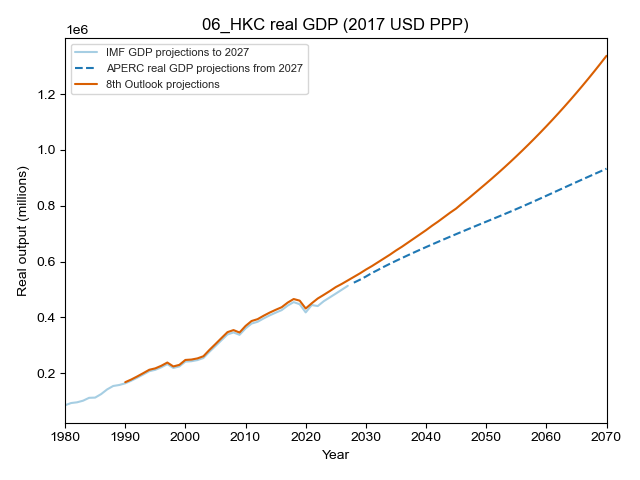 06_HKC real GDP (2017 USD PPP)
1e6
IMF GDP projections to 2027
APERC real GDP projections from 2027
8th Outlook projections
1.2
1.0
0.8
0.6
0.4
0.2
Real output (millions)
1980 1990 2000 2010 2020 2030 2040 2050 2060 2070
Year